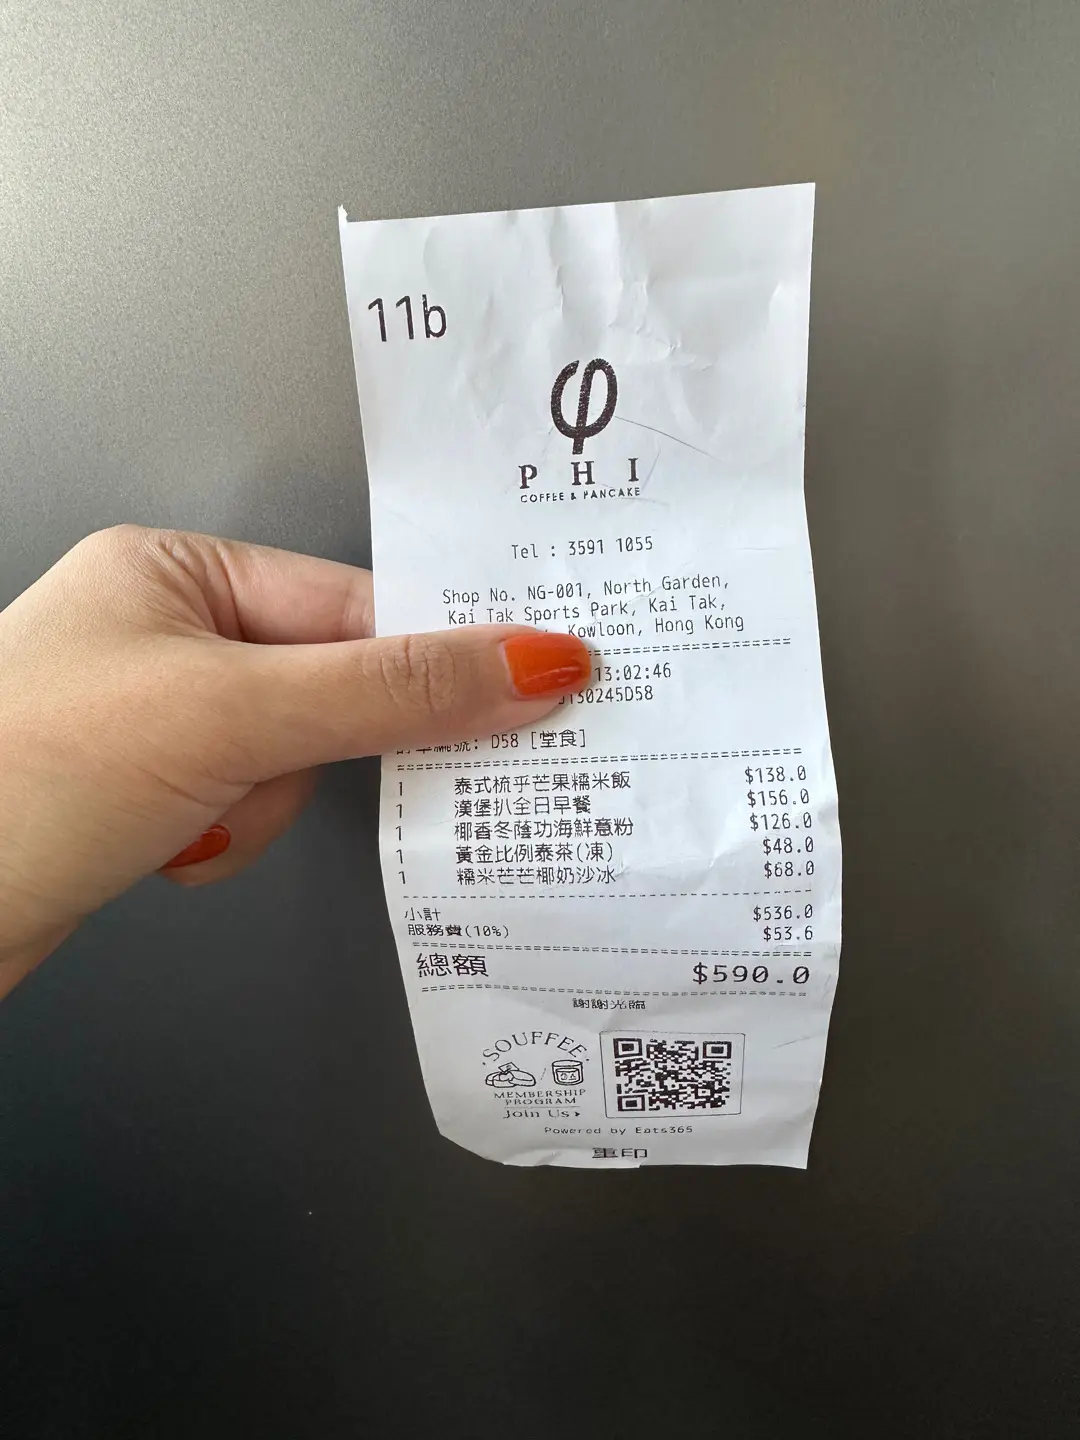 11b
φ
PHI
COFFEE & PANCAKE
Tel : 3591 1055
Shop No. NG-001, North Garden,
Kai Tak Sports Park, Kai Tak,
Kowloon, Hong Kong
13:02:46
130245D58
訂單編號: D58 [堂食]
1 泰式梳乎芒果糯米飯 $138.0
1 漢堡扒全日早餐 $156.0
1 椰香冬蔭功海鮮意粉 $126.0
1 黃金比例泰茶(凍) $48.0
1 糯米芒芒椰奶沙冰 $68.0
小計 $536.0
服務費(10%) $53.6
總額 $590.0
謝謝光臨
SOUFFEE
MEMBERSHIP
PROGRAM
Join Us
Powered by Eats365
重印